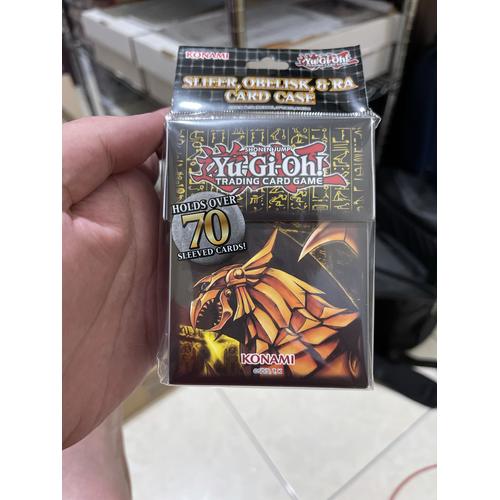 KONAMI
Yu-Gi-Oh!
SLIFER, OBELISK, & RA
CARD CASE
SHONEN JUMP
Yu-Gi-Oh!
TRADING CARD GAME
HOLDS OVER
70
SLEEVED CARDS!
KONAMI